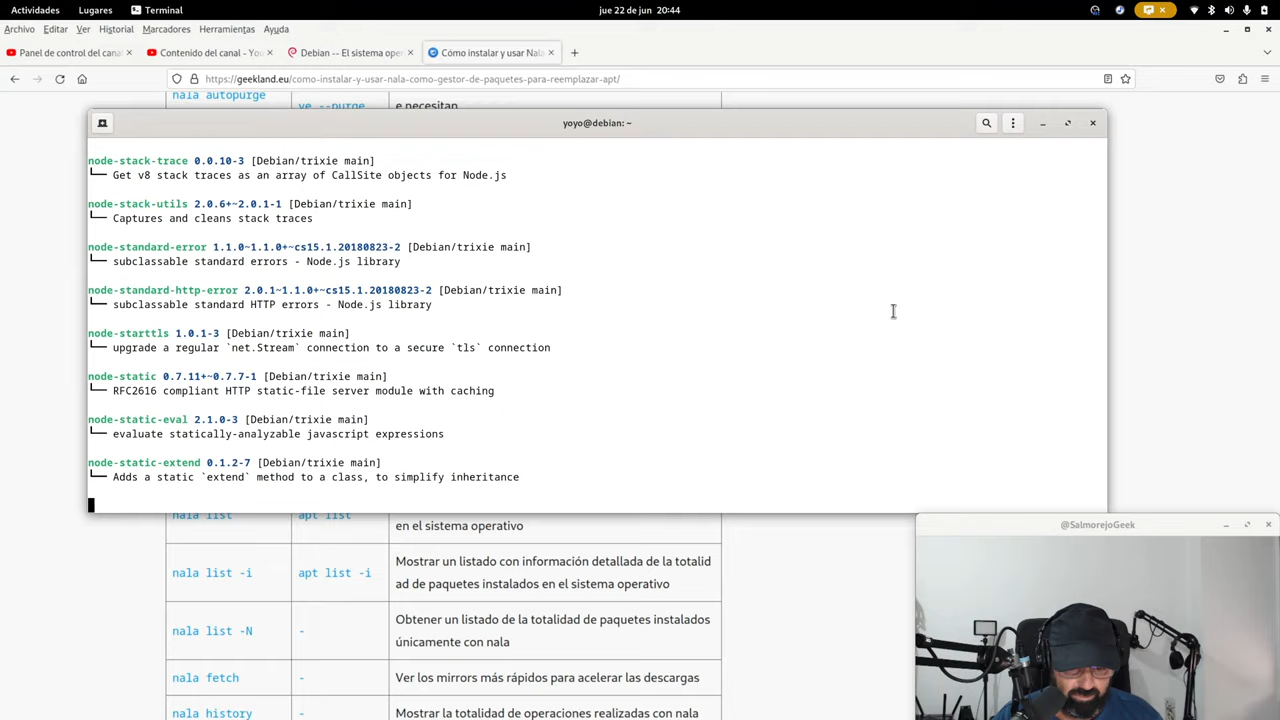 Actividades Lugares Terminal jue 22 de jun 20:44
Archivo Editar Ver Historial Marcadores Herramientas Ayuda
Panel de control del cana Contenido del canal - You Debian -- El sistema oper Cómo instalar y usar Nala
https://geekland.eu/como-instalar-y-usar-nala-como-gestor-de-paquetes-para-reemplazar-apt/
nala autopurge ve --purge e necesitan
yoyo@debian: ~
node-stack-trace 0.0.10-3 [Debian/trixie main]
└── Get v8 stack traces as an array of CallSite objects for Node.js
node-stack-utils 2.0.6+~2.0.1-1 [Debian/trixie main]
└── Captures and cleans stack traces
node-standard-error 1.1.0~1.1.0+~cs15.1.20180823-2 [Debian/trixie main]
└── subclassable standard errors - Node.js library
node-standard-http-error 2.0.1~1.1.0+~cs15.1.20180823-2 [Debian/trixie main]
└── subclassable standard HTTP errors - Node.js library
node-starttls 1.0.1-3 [Debian/trixie main]
└── upgrade a regular `net.Stream` connection to a secure `tls` connection
node-static 0.7.11+~0.7.7-1 [Debian/trixie main]
└── RFC2616 compliant HTTP static-file server module with caching
node-static-eval 2.1.0-3 [Debian/trixie main]
└── evaluate statically-analyzable javascript expressions
node-static-extend 0.1.2-7 [Debian/trixie main]
└── Adds a static `extend` method to a class, to simplify inheritance
nala list apt list
en el sistema operativo
@SalmorejoGeek
Mostrar un listado con información detallada de la totalid
nala list -i apt list -i
ad de paquetes instalados en el sistema operativo
Obtener un listado de la totalidad de paquetes instalados
nala list -N -
únicamente con nala
nala fetch - Ver los mirrors más rápidos para acelerar las descargas
nala history - Mostrar la totalidad de operaciones realizadas con nala